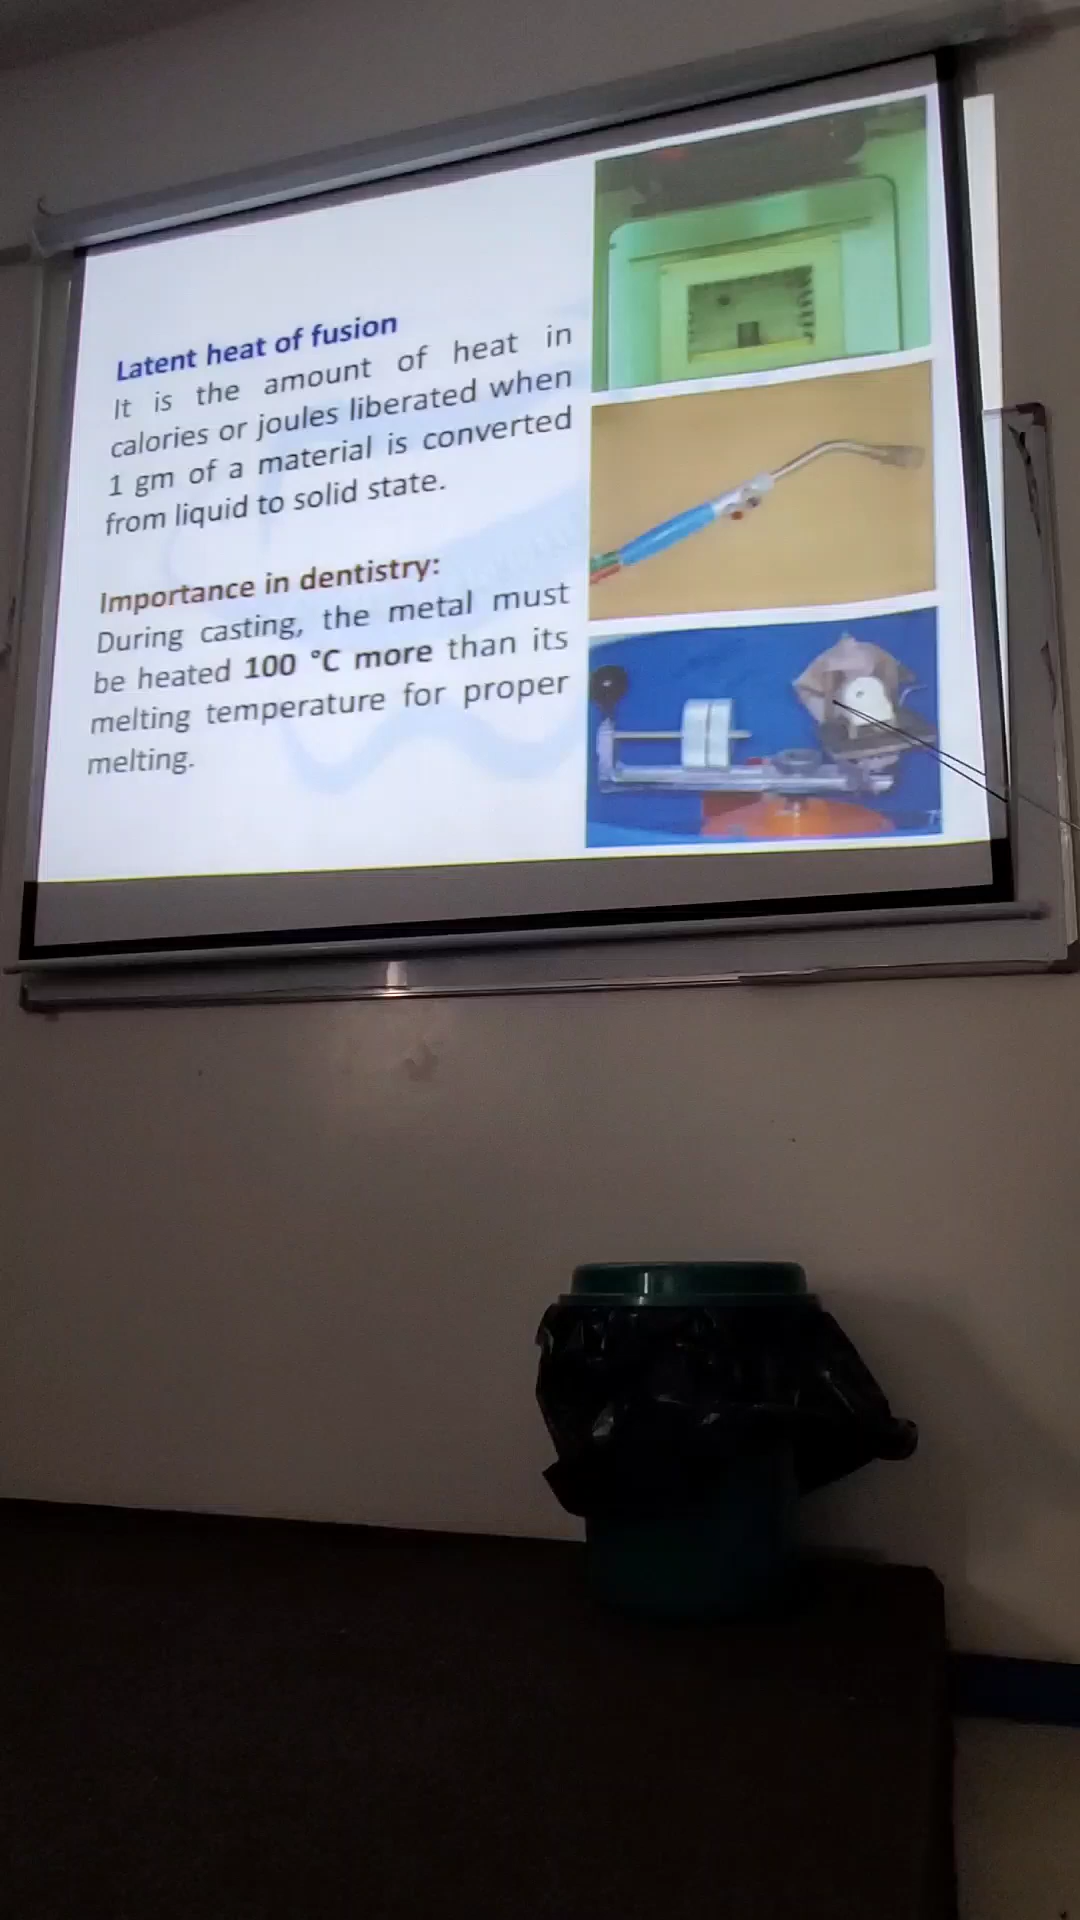 Latent heat of fusion
It is the amount of heat in
calories or joules liberated when
1 gm of a material is converted
from liquid to solid state.
Importance in dentistry:
During casting, the metal must
be heated 100 °C more than its
melting temperature for proper
melting.